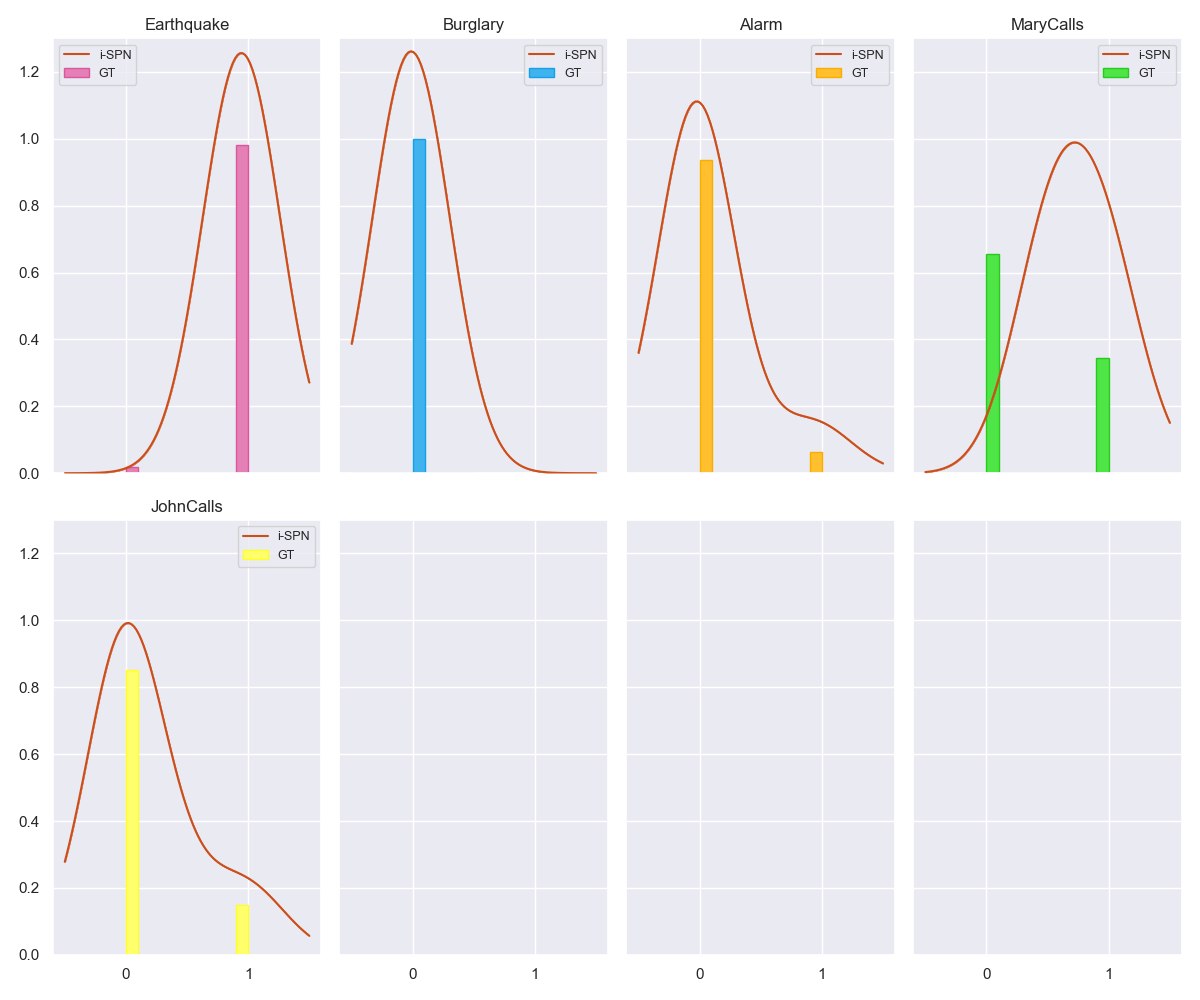 Earthquake
Burglary
Alarm
MaryCalls
i-SPN
GT
i-SPN
GT
i-SPN
GT
i-SPN
GT
1.2
1.0
0.8
0.6
0.4
0.2
0.0
JohnCalls
i-SPN
GT
1.2
1.0
0.8
0.6
0.4
0.2
0.0
0 1
0 1
0 1
0 1